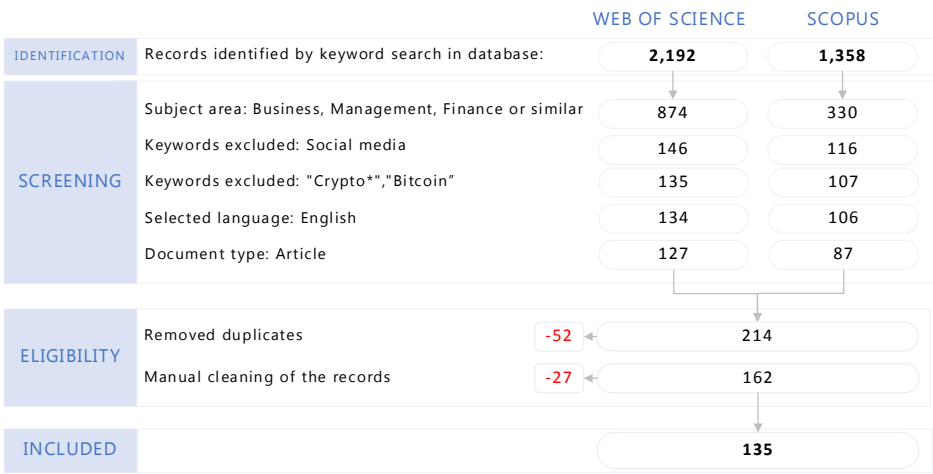 WEB OF SCIENCE SCOPUS
IDENTIFICATION Records identified by keyword search in database: 2,192 1,358
Subject area: Business, Management, Finance or similar 874 330
Keywords excluded: Social media 146 116
SCREENING Keywords excluded: "Crypto*","Bitcoin” 135 107
Selected language: English 134 106
Document type: Article 127 87
Removed duplicates -52 214
ELIGIBILITY
Manual cleaning of the records -27 162
INCLUDED 135